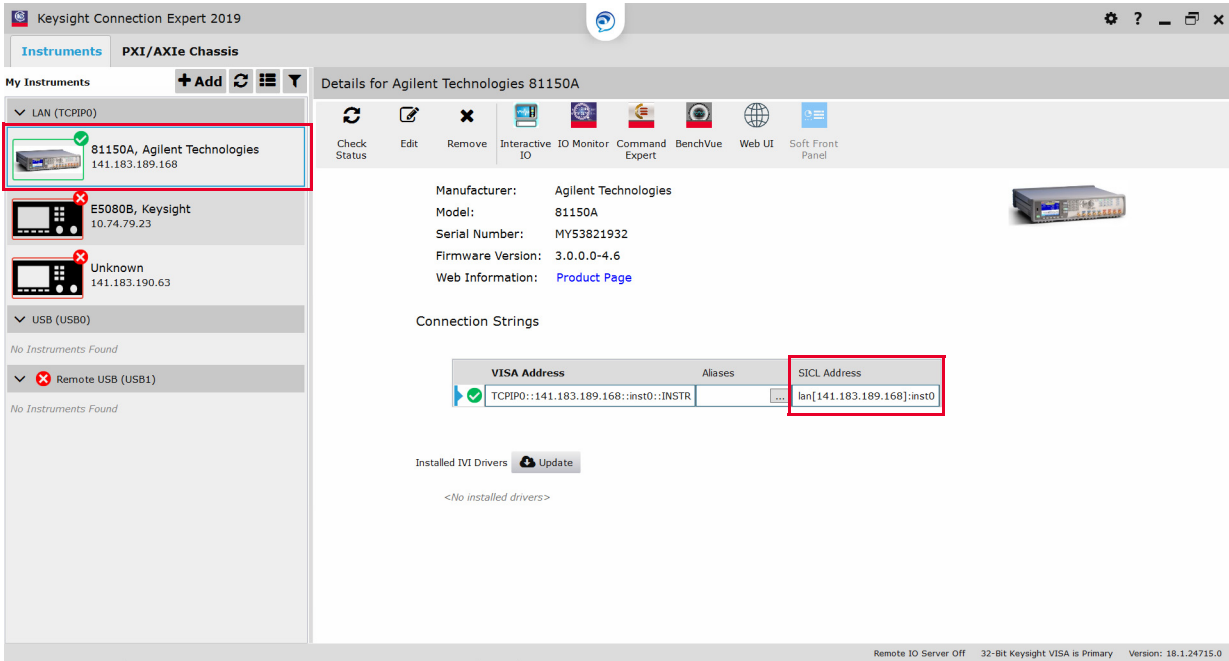 Keysight Connection Expert 2019
?
Instruments PXI/AXIe Chassis
My Instruments
Add
LAN (TCPIP0)
81150A, Agilent Technologies
141.183.189.168
E5080B, Keysight
10.74.79.23
Unknown
141.183.190.63
USB (USB0)
No Instruments Found
Remote USB (USB1)
No Instruments Found
Details for Agilent Technologies 81150A
Check Status
Edit
Remove
Interactive IO
IO Monitor
Command Expert
BenchVue
Web UI
Soft Front Panel
Manufacturer: Agilent Technologies
Model: 81150A
Serial Number: MY53821932
Firmware Version: 3.0.0.0-4.6
Web Information: Product Page
Connection Strings
VISA Address Aliases SICL Address
TCPIP0::141.183.189.168::inst0::INSTR ... lan[141.183.189.168]:inst0
Installed IVI Drivers Update
<No installed drivers>
Remote IO Server Off 32-Bit Keysight VISA is Primary Version: 18.1.24715.0